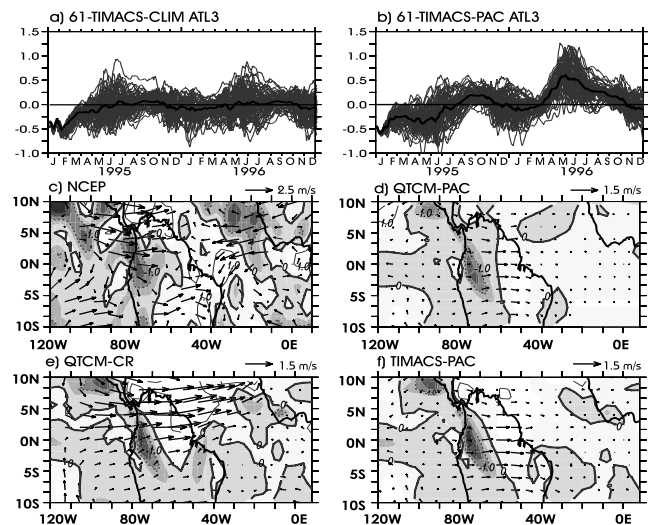 a) 61-TIMACS-CLIM ATL3
b) 61-TIMACS-PAC ATL3
1.5
1.0
0.5
0.0
-0.5
-1.0
J F M A M J J A S O N D J F M A M J J A S O N D
1995 1996
1.5
1.0
0.5
0.0
-0.5
-1.0
J F M A M J J A S O N D J F M A M J J A S O N D
1995 1996
c) NCEP 2.5 m/s
d) QTCM-PAC 1.5 m/s
10N
5N
0N
5S
10S
120W 80W 40W 0E
10N
5N
0N
5S
10S
120W 80W 40W 0E
e) QTCM-CR 1.5 m/s
f) TIMACS-PAC 1.5 m/s
10N
5N
0N
5S
10S
120W 80W 40W 0E
10N
5N
0N
5S
10S
120W 80W 40W 0E